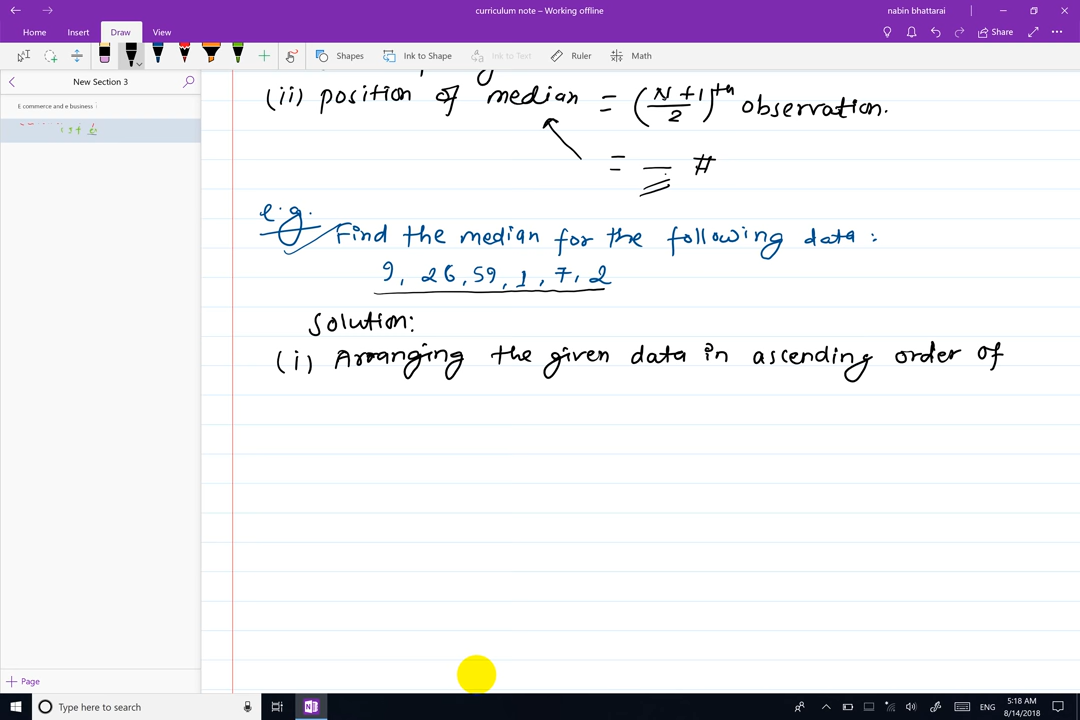 curriculum note – Working offline
nabin bhattarai
Home Insert Draw View
Share
Shapes Ink to Shape Ink to Text Ruler Math
New Section 3
E commerce and e business
(ii) position of median = (N+1/2)th observation.
= __ #
e.g.
Find the median for the following data :
9, 26, 59, 1, 7, 2
Solution:
(i) Arranging the given data in ascending order of
+ Page
Type here to search
ENG
5:18 AM
8/14/2018